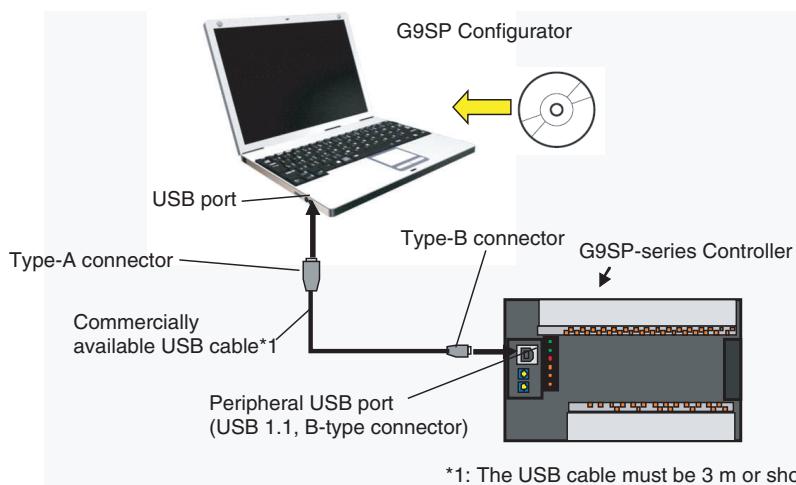 G9SP Configurator
USB port
Type-A connector
Type-B connector
G9SP-series Controller
Commercially
available USB cable*1
Peripheral USB port
(USB 1.1, B-type connector)
*1: The USB cable must be 3 m or